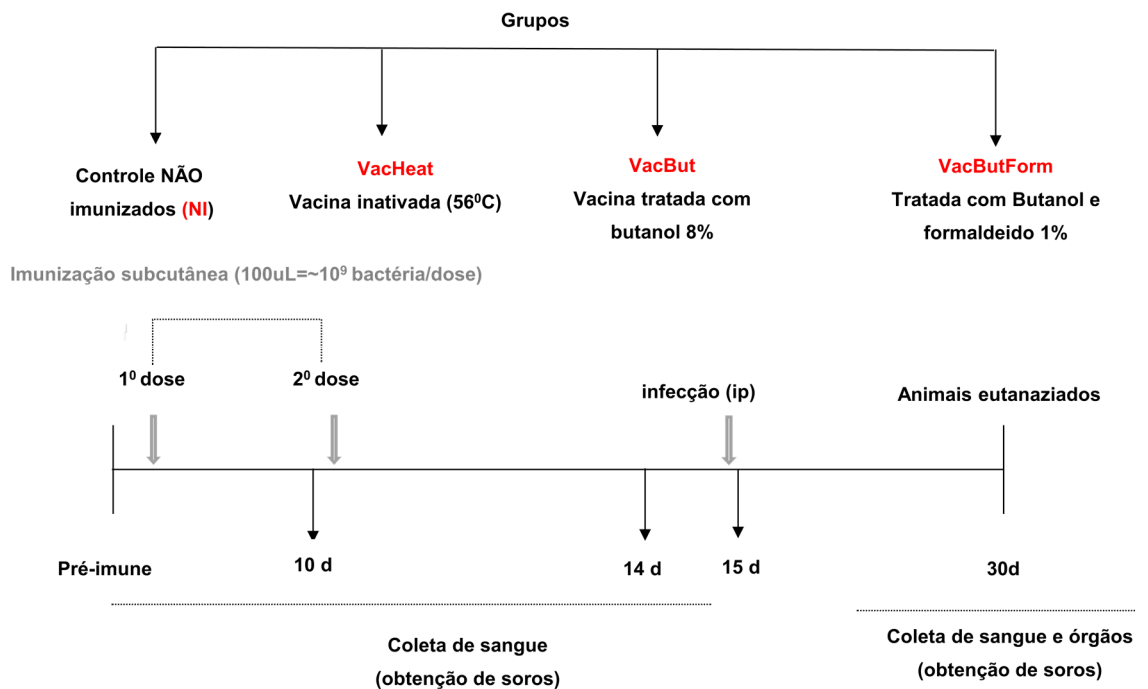 Grupos
Controle NÃO
imunizados (NI)
VacHeat
Vacina inativada (56⁰C)
VacBut
Vacina tratada com
butanol 8%
VacButForm
Tratada com Butanol e
formaldeido 1%
Imunização subcutânea (100uL=~10⁹ bactéria/dose)
1⁰ dose
2⁰ dose
infecção (ip)
Animais eutanaziados
Pré-imune
10 d
14 d
15 d
30d
Coleta de sangue
(obtenção de soros)
Coleta de sangue e órgãos
(obtenção de soros)